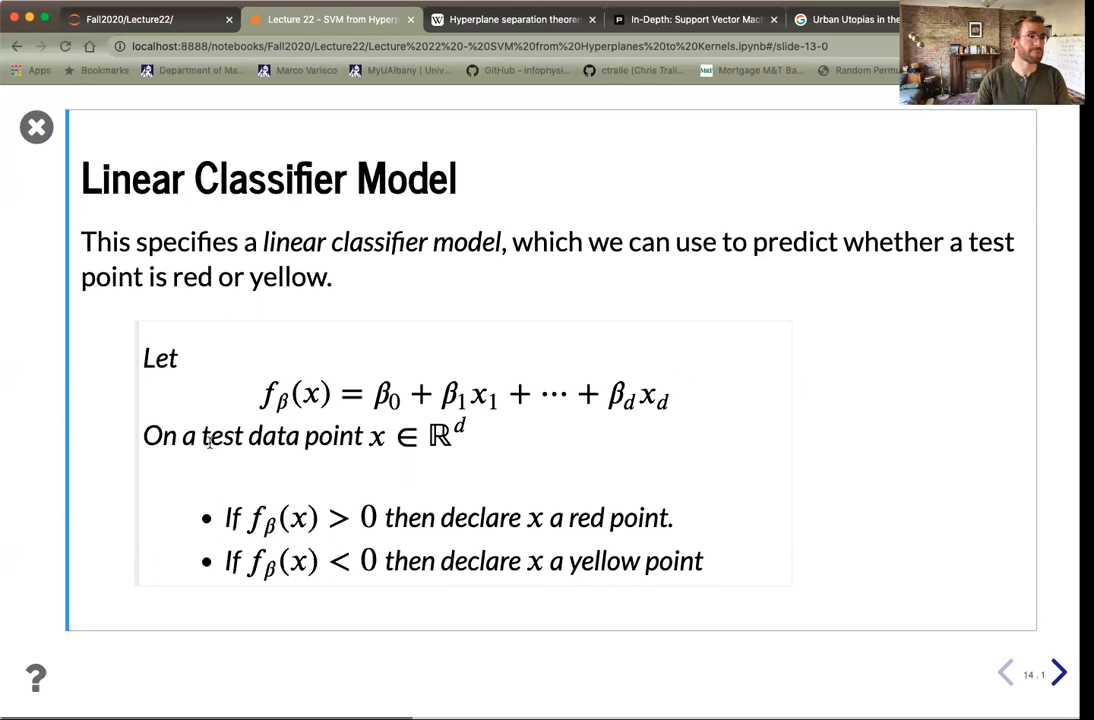 Fall2020/Lecture22/
Lecture 22 - SVM from Hyperp
Hyperplane separation theorem
In-Depth: Support Vector Mac
Urban Utopias in the
localhost:8888/notebooks/Fall2020/Lecture22/Lecture%2022%20-%20SVM%20from%20Hyperplanes%20to%20Kernels.ipynb#/slide-13-0
Apps
Bookmarks
Department of Ma...
Marco Varisco
MyUAlbany | Univ...
GitHub - infophysi...
ctralie (Chris Trali...
M&T
Mortgage M&T Ba...
Random Permu
Linear Classifier Model
This specifies a linear classifier model, which we can use to predict whether a test
point is red or yellow.
Let
f_β(x) = β₀ + β₁x₁ + ⋯ + β_d x_d
On a test data point x ∈ ℝ^d
• If f_β(x) > 0 then declare x a red point.
• If f_β(x) < 0 then declare x a yellow point
?
14 . 1